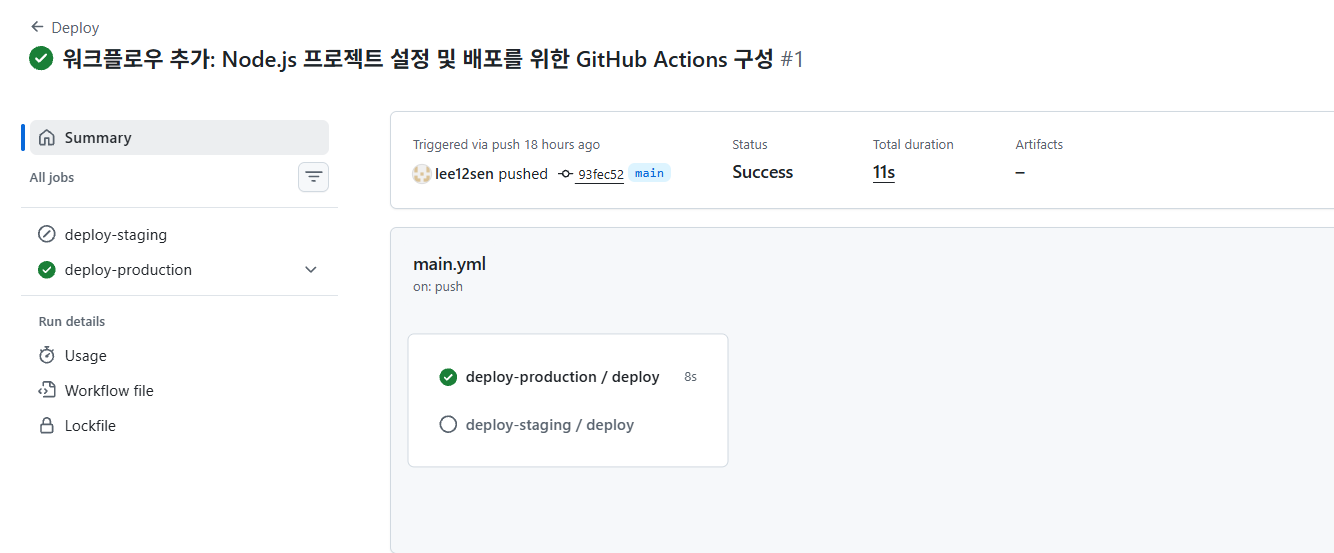 Deploy
워크플로우 추가: Node.js 프로젝트 설정 및 배포를 위한 GitHub Actions 구성 #1
Summary
All jobs
deploy-staging
deploy-production
Run details
Usage
Workflow file
Lockfile
Triggered via push 18 hours ago
lee12sen pushed 93fec52 main
Status
Success
Total duration
11s
Artifacts
–
main.yml
on: push
deploy-production / deploy 8s
deploy-staging / deploy